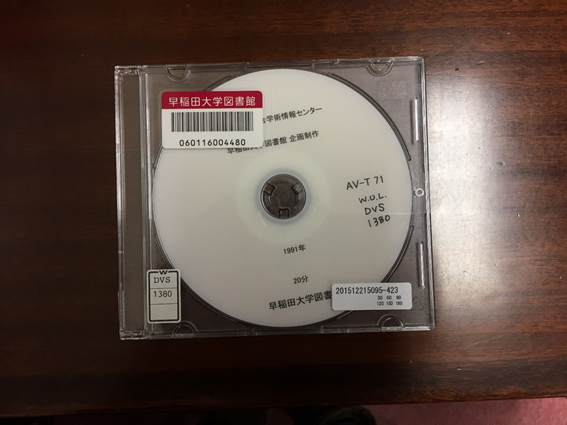 早稲田大学図書館
060116004480
学術情報センター
図書館 企画制作
AV-T 71
W.U.L.
DVS
1380
1991年
20分
早稲田大学図書
W
DVS
1380
201512215095-423
30 60 90
120 150 180